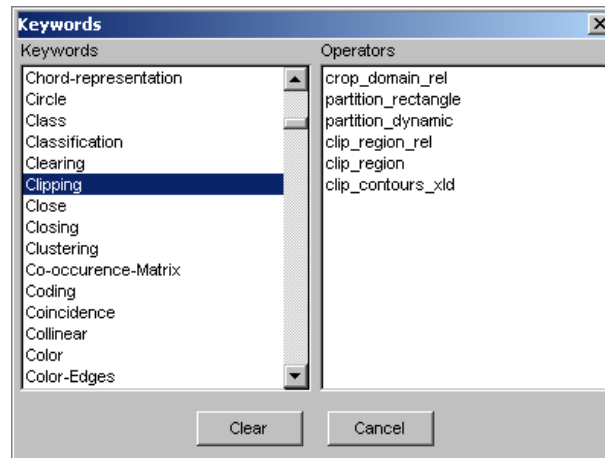 Keywords
Keywords
Operators
Chord-representation
Circle
Class
Classification
Clearing
Clipping
Close
Closing
Clustering
Co-occurence-Matrix
Coding
Coincidence
Collinear
Color
Color-Edges
crop_domain_rel
partition_rectangle
partition_dynamic
clip_region_rel
clip_region
clip_contours_xld
Clear
Cancel